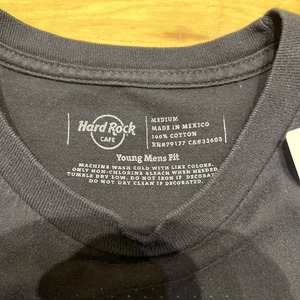 Hard Rock
CAFE
MEDIUM
MADE IN MEXICO
100% COTTON
RN#79177 CA#33603
Young Mens Fit
MACHINE WASH COLD WITH LIKE COLORS.
ONLY NON-CHLORINE BLEACH WHEN NEEDED.
TUMBLE DRY LOW. DO NOT IRON IF DECORATED.
DO NOT DRY CLEAN IF DECORATED.